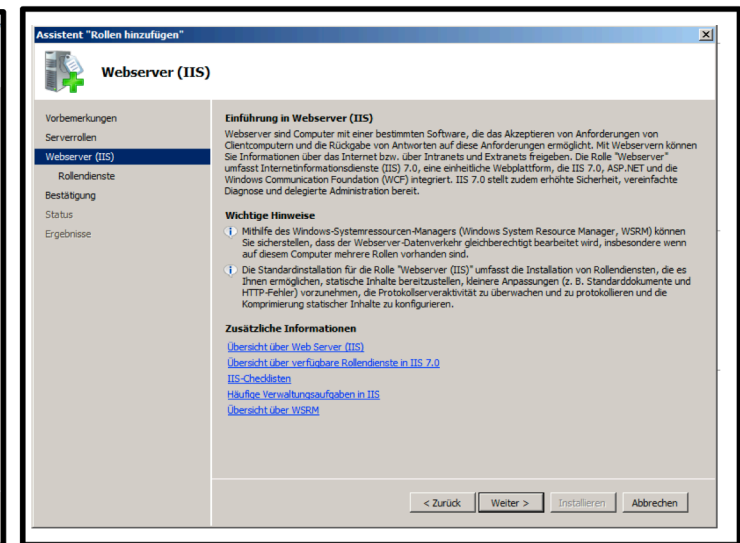 Assistent "Rollen hinzufügen"
Webserver (IIS)
Vorbemerkungen
Serverrollen
Webserver (IIS)
Rollendienste
Bestätigung
Status
Ergebnisse
Einführung in Webserver (IIS)
Webserver sind Computer mit einer bestimmten Software, die das Akzeptieren von Anforderungen von
Clientcomputern und die Rückgabe von Antworten auf diese Anforderungen ermöglicht. Mit Webservern können
Sie Informationen über das Internet bzw. über Intranets und Extranets freigeben. Die Rolle "Webserver"
umfasst Internetinformationsdienste (IIS) 7.0, eine einheitliche Webplattform, die IIS 7.0, ASP.NET und die
Windows Communication Foundation (WCF) integriert. IIS 7.0 stellt zudem erhöhte Sicherheit, vereinfachte
Diagnose und delegierte Administration bereit.
Wichtige Hinweise
Mithilfe des Windows-Systemressourcen-Managers (Windows System Resource Manager, WSRM) können
Sie sicherstellen, dass der Webserver-Datenverkehr gleichberechtigt bearbeitet wird, insbesondere wenn
auf diesem Computer mehrere Rollen vorhanden sind.
Die Standardinstallation für die Rolle "Webserver (IIS)" umfasst die Installation von Rollendiensten, die es
Ihnen ermöglichen, statische Inhalte bereitzustellen, kleinere Anpassungen (z. B. Standarddokumente und
HTTP-Fehler) vorzunehmen, die Protokollserveraktivität zu überwachen und zu protokollieren und die
Komprimierung statischer Inhalte zu konfigurieren.
Zusätzliche Informationen
Übersicht über Web Server (IIS)
Übersicht über verfügbare Rollendienste in IIS 7.0
IIS-Checklisten
Häufige Verwaltungsaufgaben in IIS
Übersicht über WSRM
< Zurück Weiter > Installieren Abbrechen